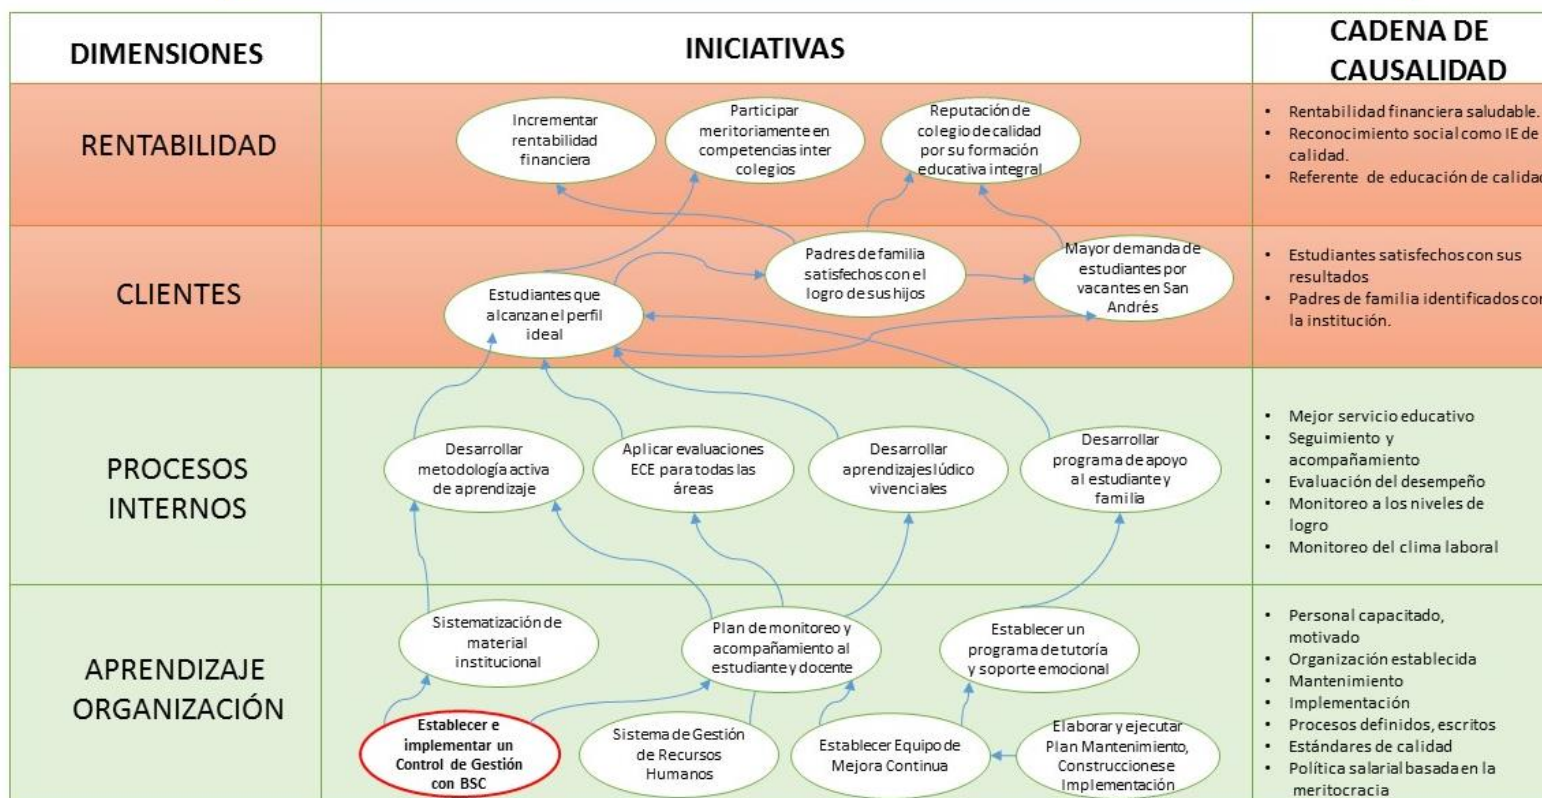 DIMENSIONES
INICIATIVAS
CADENA DE
CAUSALIDAD
RENTABILIDAD
Incrementar
rentabilidad
financiera
Participar
meritoriamente en
competencias inter
colegios
Reputación de
colegio de calidad
por su formación
educativa integral
• Rentabilidad financiera saludable.
• Reconocimiento social como IE de
calidad.
• Referente de educación de calidad
CLIENTES
Estudiantes que
alcanzan el perfil
ideal
Padres de familia
satisfechos con el
logro de sus hijos
Mayor demanda de
estudiantes por
vacantes en San
Andrés
• Estudiantes satisfechos con sus
resultados
• Padres de familia identificados con
la institución.
PROCESOS
INTERNOS
Desarrollar
metodología activa
de aprendizaje
Aplicar evaluaciones
ECE para todas las
áreas
Desarrollar
aprendizajes lúdico
vivenciales
Desarrollar
programa de apoyo
al estudiante y
familia
• Mejor servicio educativo
• Seguimiento y
acompañamiento
• Evaluación del desempeño
• Monitoreo a los niveles de
logro
• Monitoreo del clima laboral
APRENDIZAJE
ORGANIZACIÓN
Sistematización de
material
institucional
Plan de monitoreo y
acompañamiento al
estudiante y docente
Establecer un
programa de tutoría
y soporte emocional
Establecer e
implementar un
Control de Gestión
con BSC
Sistema de Gestión
de Recursos
Humanos
Establecer Equipo de
Mejora Continua
Elaborar y ejecutar
Plan Mantenimiento,
Construcciones e
Implementación
• Personal capacitado,
motivado
• Organización establecida
• Mantenimiento
• Implementación
• Procesos definidos, escritos
• Estándares de calidad
• Política salarial basada en la
meritocracia